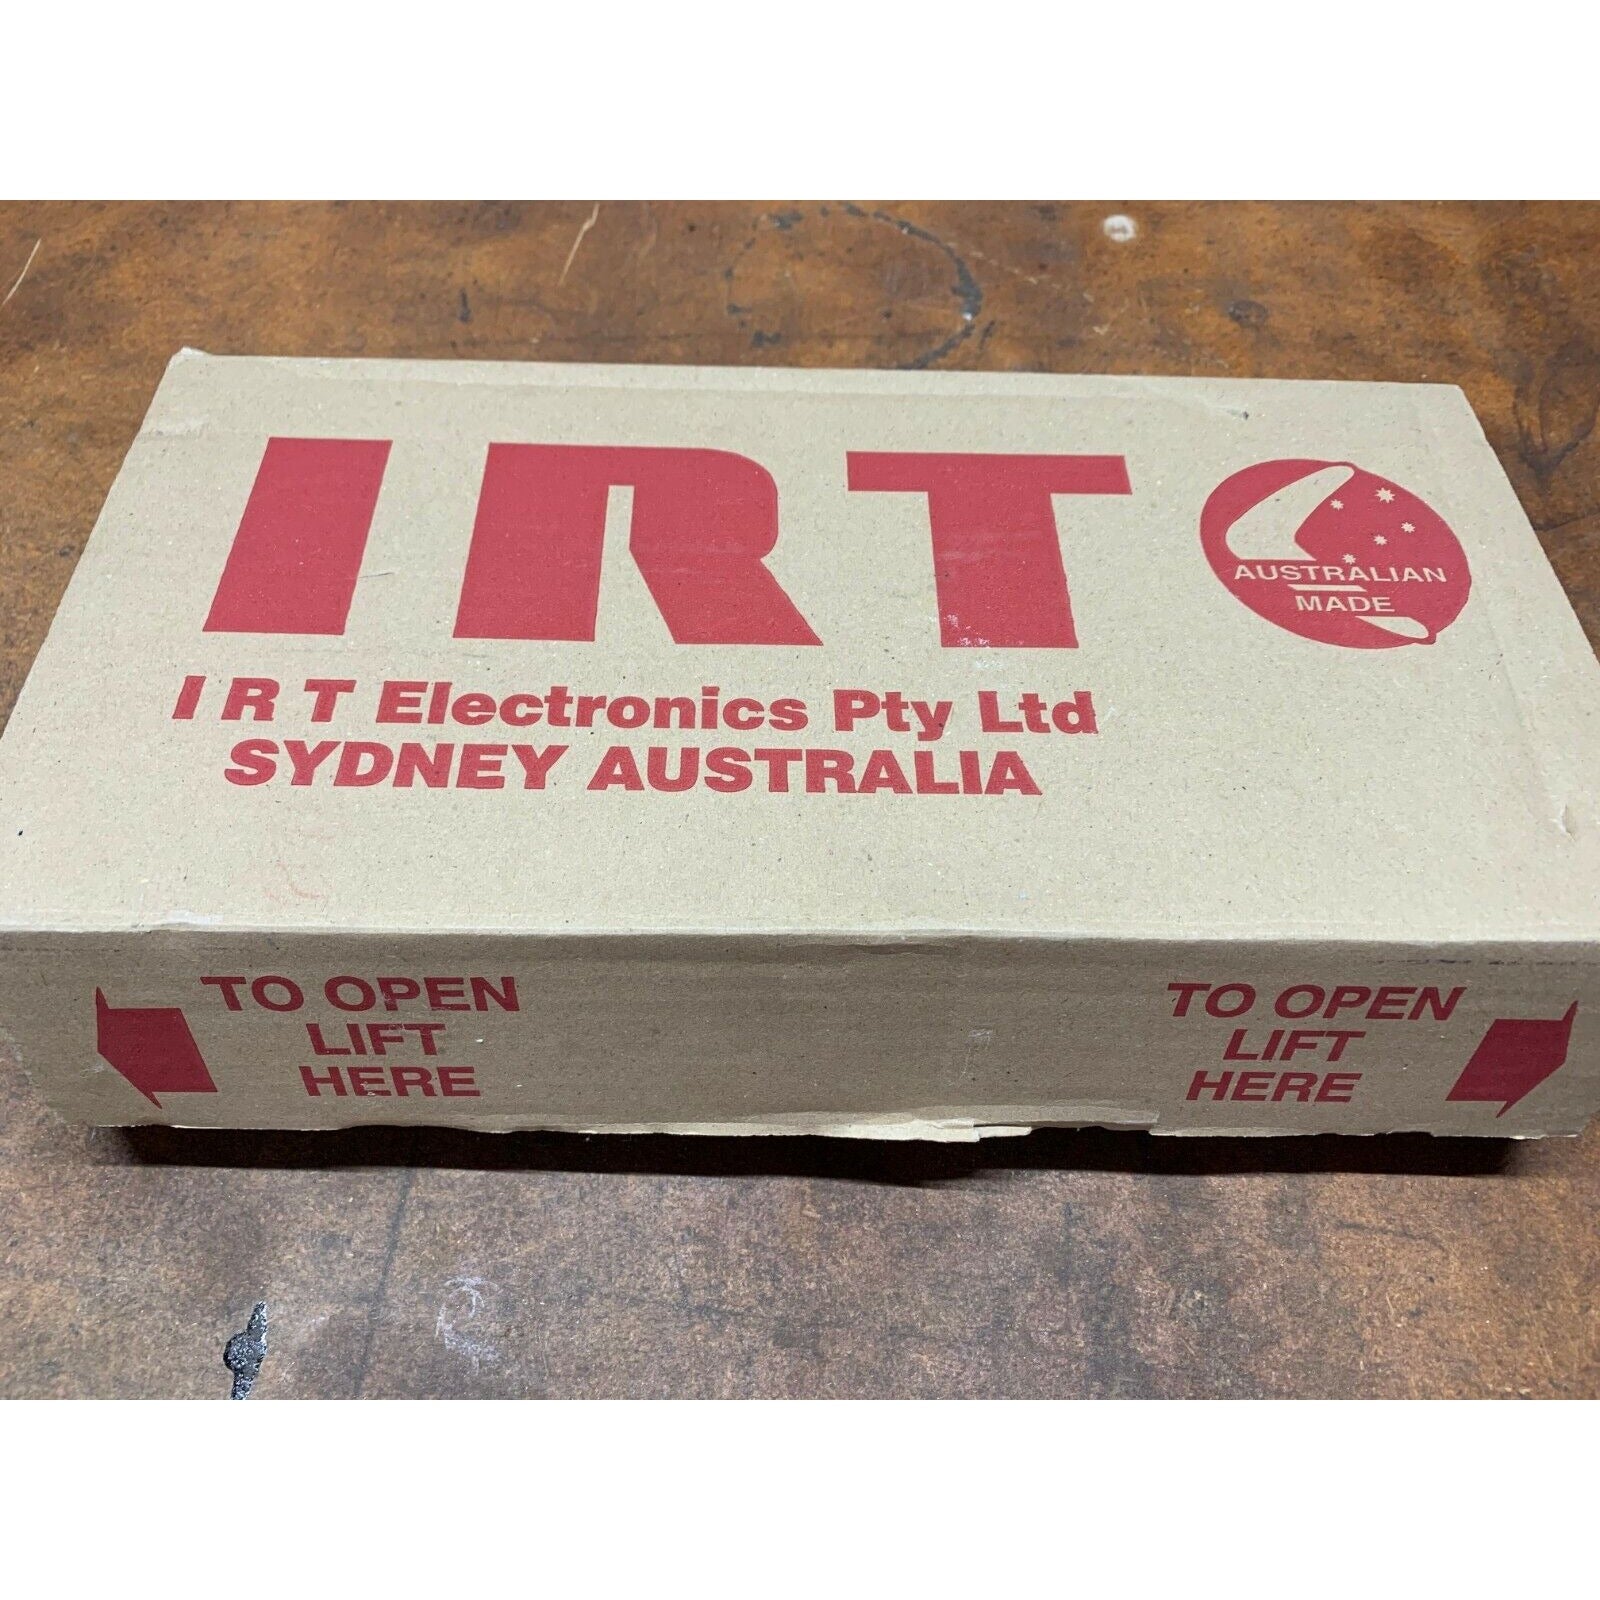 IRT
AUSTRALIAN
MADE
I R T Electronics Pty Ltd
SYDNEY AUSTRALIA
TO OPEN
LIFT
HERE
TO OPEN
LIFT
HERE